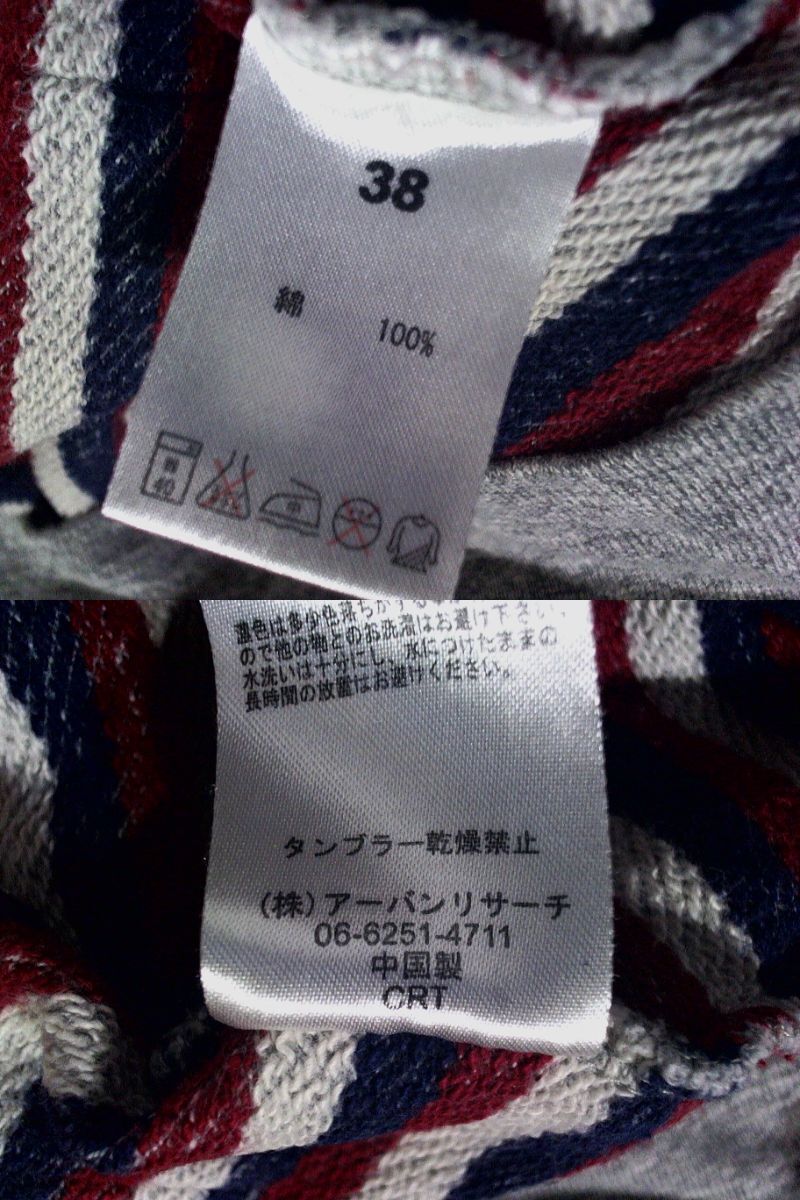 38
綿 100%
40
中
濃色は多少色落ちがする
ので他の物とのお洗濯はお避け下さい。
水洗いは十分にし、水につけたままの
長時間の放置はお避けください。
タンブラー乾燥禁止
(株)アーバンリサーチ
06-6251-4711
中国製
CRT